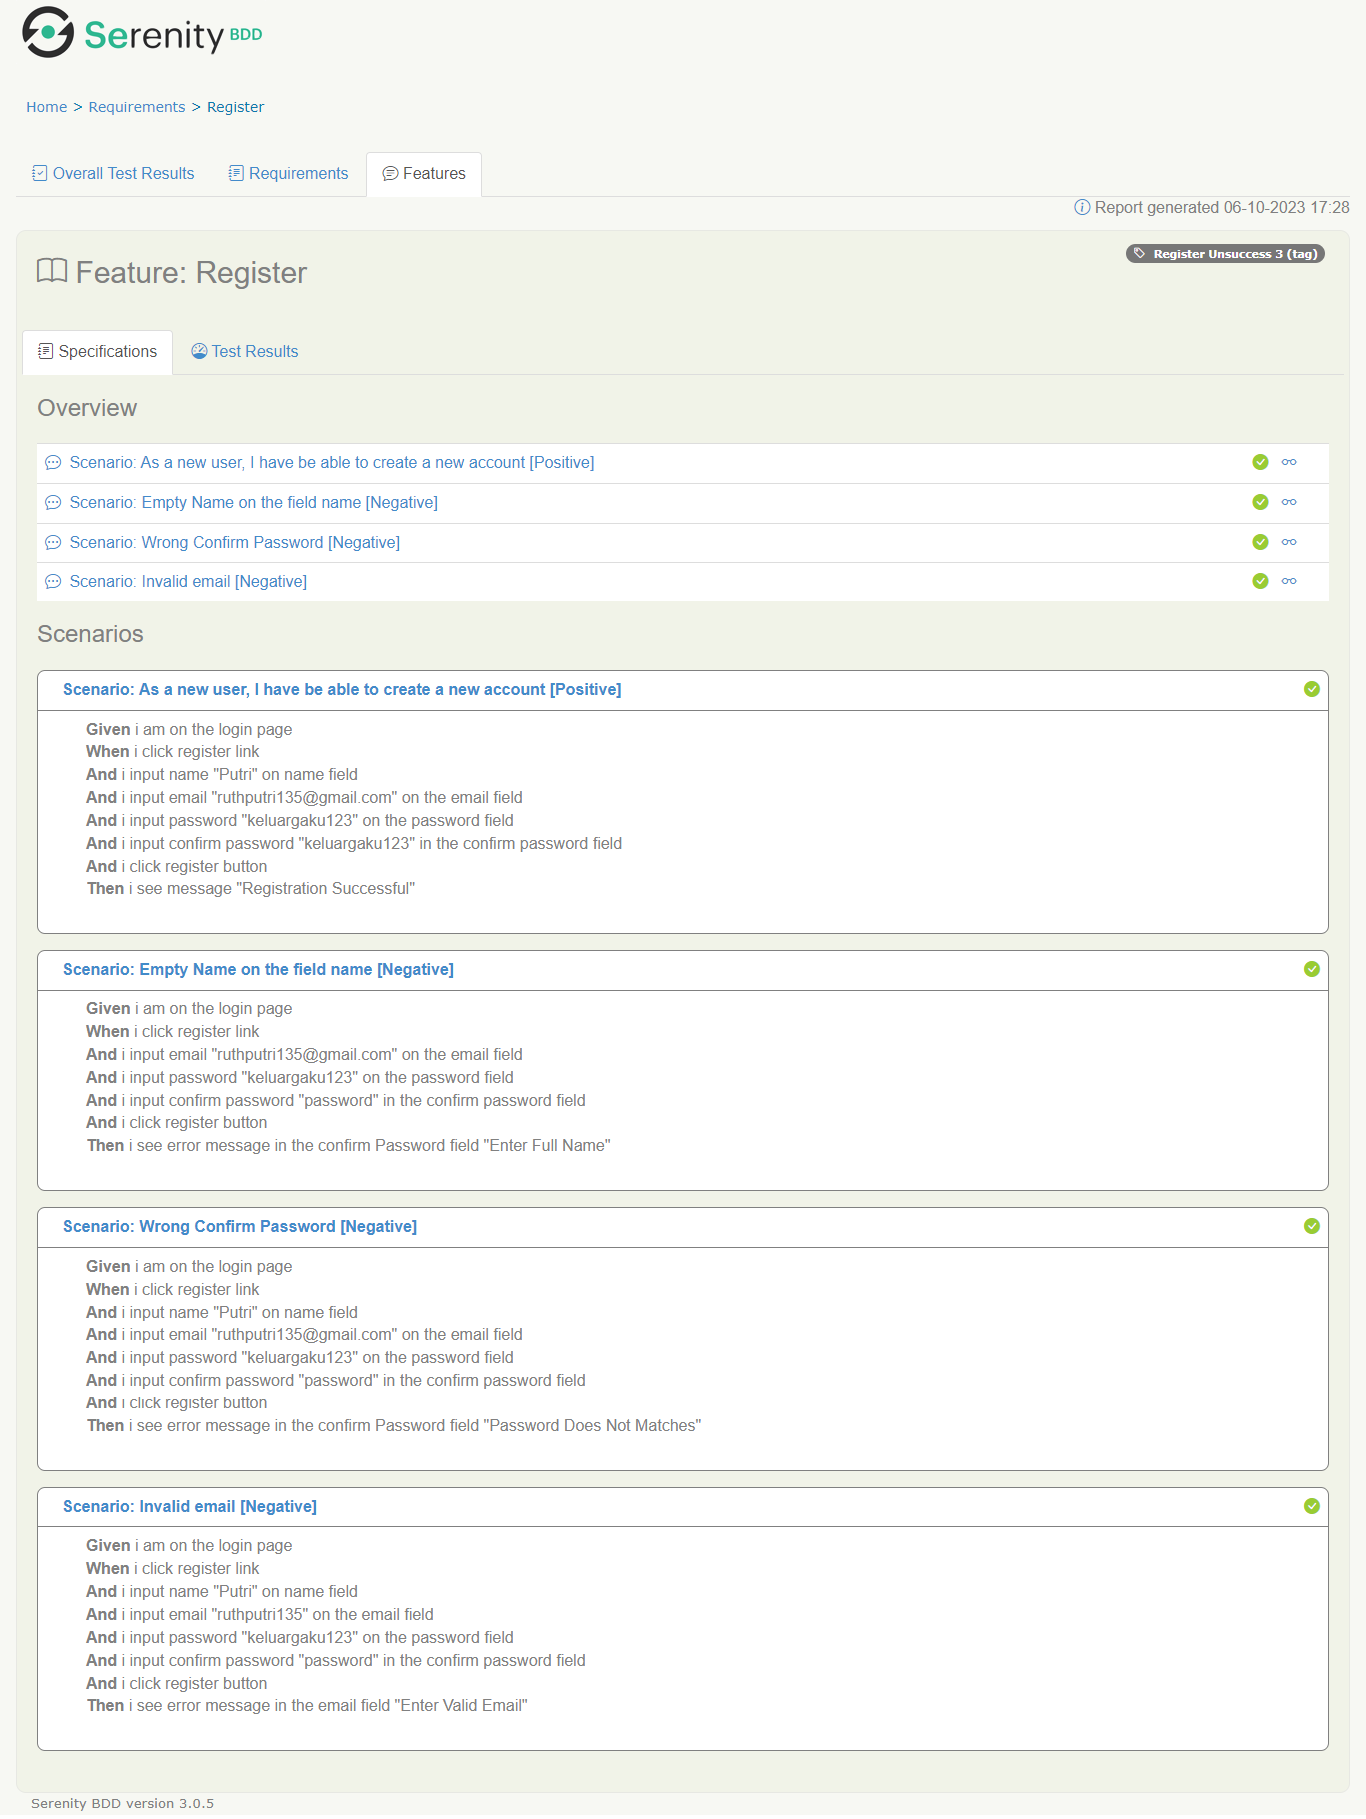 Serenity BDD
Home > Requirements > Register
Overall Test Results Requirements Features
Report generated 06-10-2023 17:28
Feature: Register
Register Unsuccess 3 (tag)
Specifications Test Results
Overview
Scenario: As a new user, I have be able to create a new account [Positive]
Scenario: Empty Name on the field name [Negative]
Scenario: Wrong Confirm Password [Negative]
Scenario: Invalid email [Negative]
Scenarios
Scenario: As a new user, I have be able to create a new account [Positive]
Given i am on the login page
When i click register link
And i input name "Putri" on name field
And i input email "ruthputri135@gmail.com" on the email field
And i input password "keluargaku123" on the password field
And i input confirm password "keluargaku123" in the confirm password field
And i click register button
Then i see message "Registration Successful"
Scenario: Empty Name on the field name [Negative]
Given i am on the login page
When i click register link
And i input email "ruthputri135@gmail.com" on the email field
And i input password "keluargaku123" on the password field
And i input confirm password "password" in the confirm password field
And i click register button
Then i see error message in the confirm Password field "Enter Full Name"
Scenario: Wrong Confirm Password [Negative]
Given i am on the login page
When i click register link
And i input name "Putri" on name field
And i input email "ruthputri135@gmail.com" on the email field
And i input password "keluargaku123" on the password field
And i input confirm password "password" in the confirm password field
And i click register button
Then i see error message in the confirm Password field "Password Does Not Matches"
Scenario: Invalid email [Negative]
Given i am on the login page
When i click register link
And i input name "Putri" on name field
And i input email "ruthputri135" on the email field
And i input password "keluargaku123" on the password field
And i input confirm password "password" in the confirm password field
And i click register button
Then i see error message in the email field "Enter Valid Email"
Serenity BDD version 3.0.5